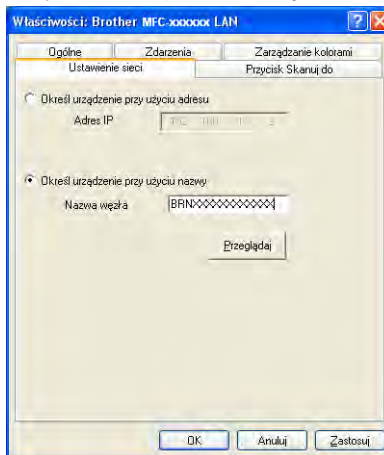 Właściwości: Brother MFC-xxxxxx LAN
Ogólne Zdarzenia Zarządzanie kolorami
Ustawienie sieci Przycisk Skanuj do
Określ urządzenie przy użyciu adresu
Adres IP
Określ urządzenie przy użyciu nazwy
Nazwa węzła BRNXXXXXXXXXXXX
Przeglądaj
OK Anuluj Zastosuj